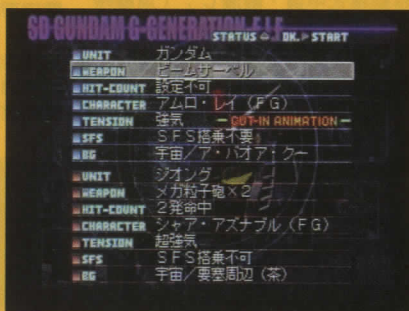 SD GUNDAM G-GENERATION-F.I.F
STATUS △ OK.▷START
UNIT ガンダム
WEAPON ビームサーベル
HIT-COUNT 設定不可
CHARACTER アムロ・レイ（FG）
TENSION 強気 － CUT-IN ANIMATION －
SFS SFS搭乗不要
BG 宇宙／ア・バオア・クー
UNIT ジオング
WEAPON メガ粒子砲×2
HIT-COUNT 2発命中
CHARACTER シャア・アズナブル（FG）
TENSION 超強気
SFS SFS搭乗不可
BG 宇宙／要塞周辺（茶）